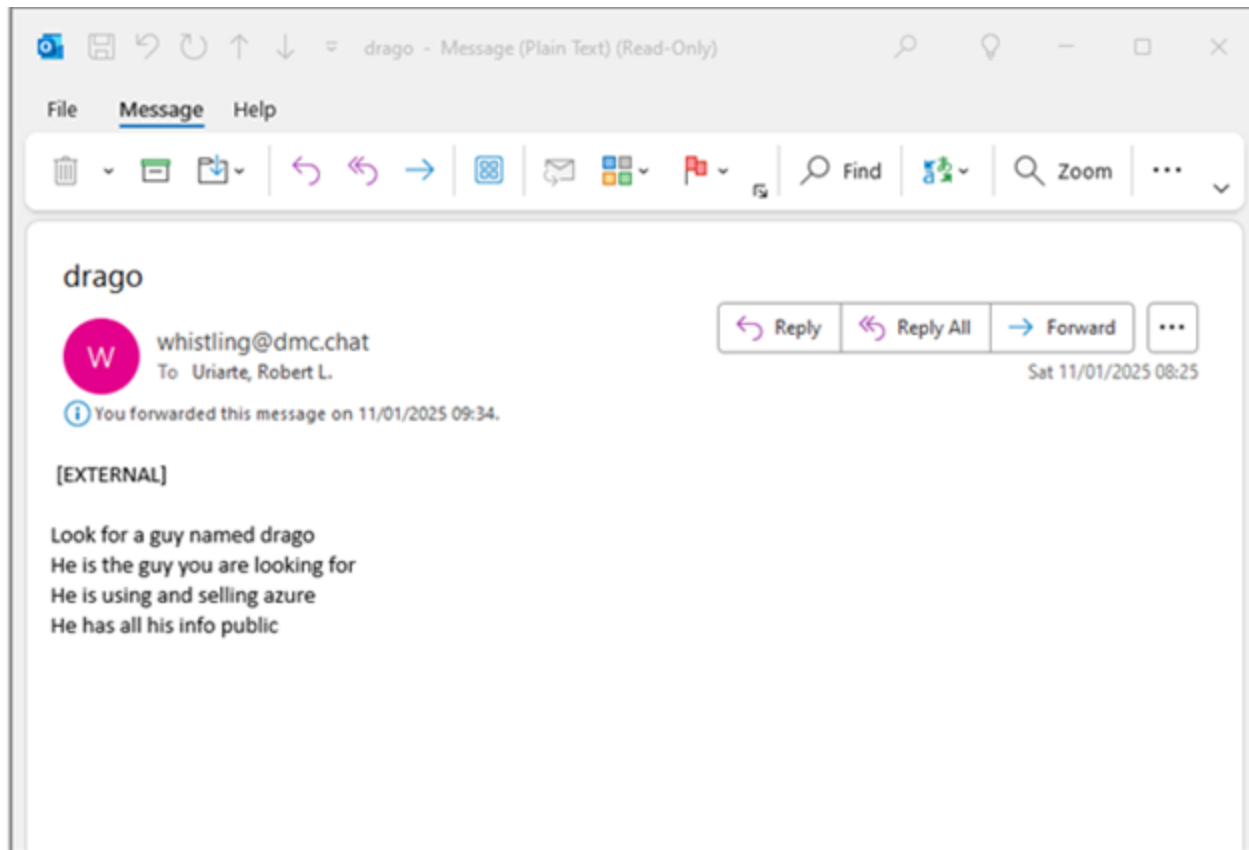 drago - Message (Plain Text) (Read-Only)
File Message Help
Find Zoom
drago
W
whistling@dmc.chat
To Uriarte, Robert L.
Reply Reply All Forward
Sat 11/01/2025 08:25
You forwarded this message on 11/01/2025 09:34.
[EXTERNAL]
Look for a guy named drago
He is the guy you are looking for
He is using and selling azure
He has all his info public